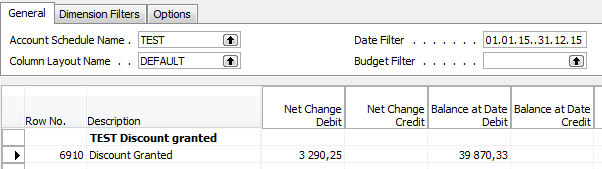 General Dimension Filters Options
Account Schedule Name . TEST Date Filter . . . . . . . 01.01.15..31.12.15
Column Layout Name . . DEFAULT Budget Filter . . . . . .
Row No. Description Net Change Debit Net Change Credit Balance at Date Debit Balance at Date Credit
TEST Discount granted
6910 Discount Granted 3 290,25 39 870,33